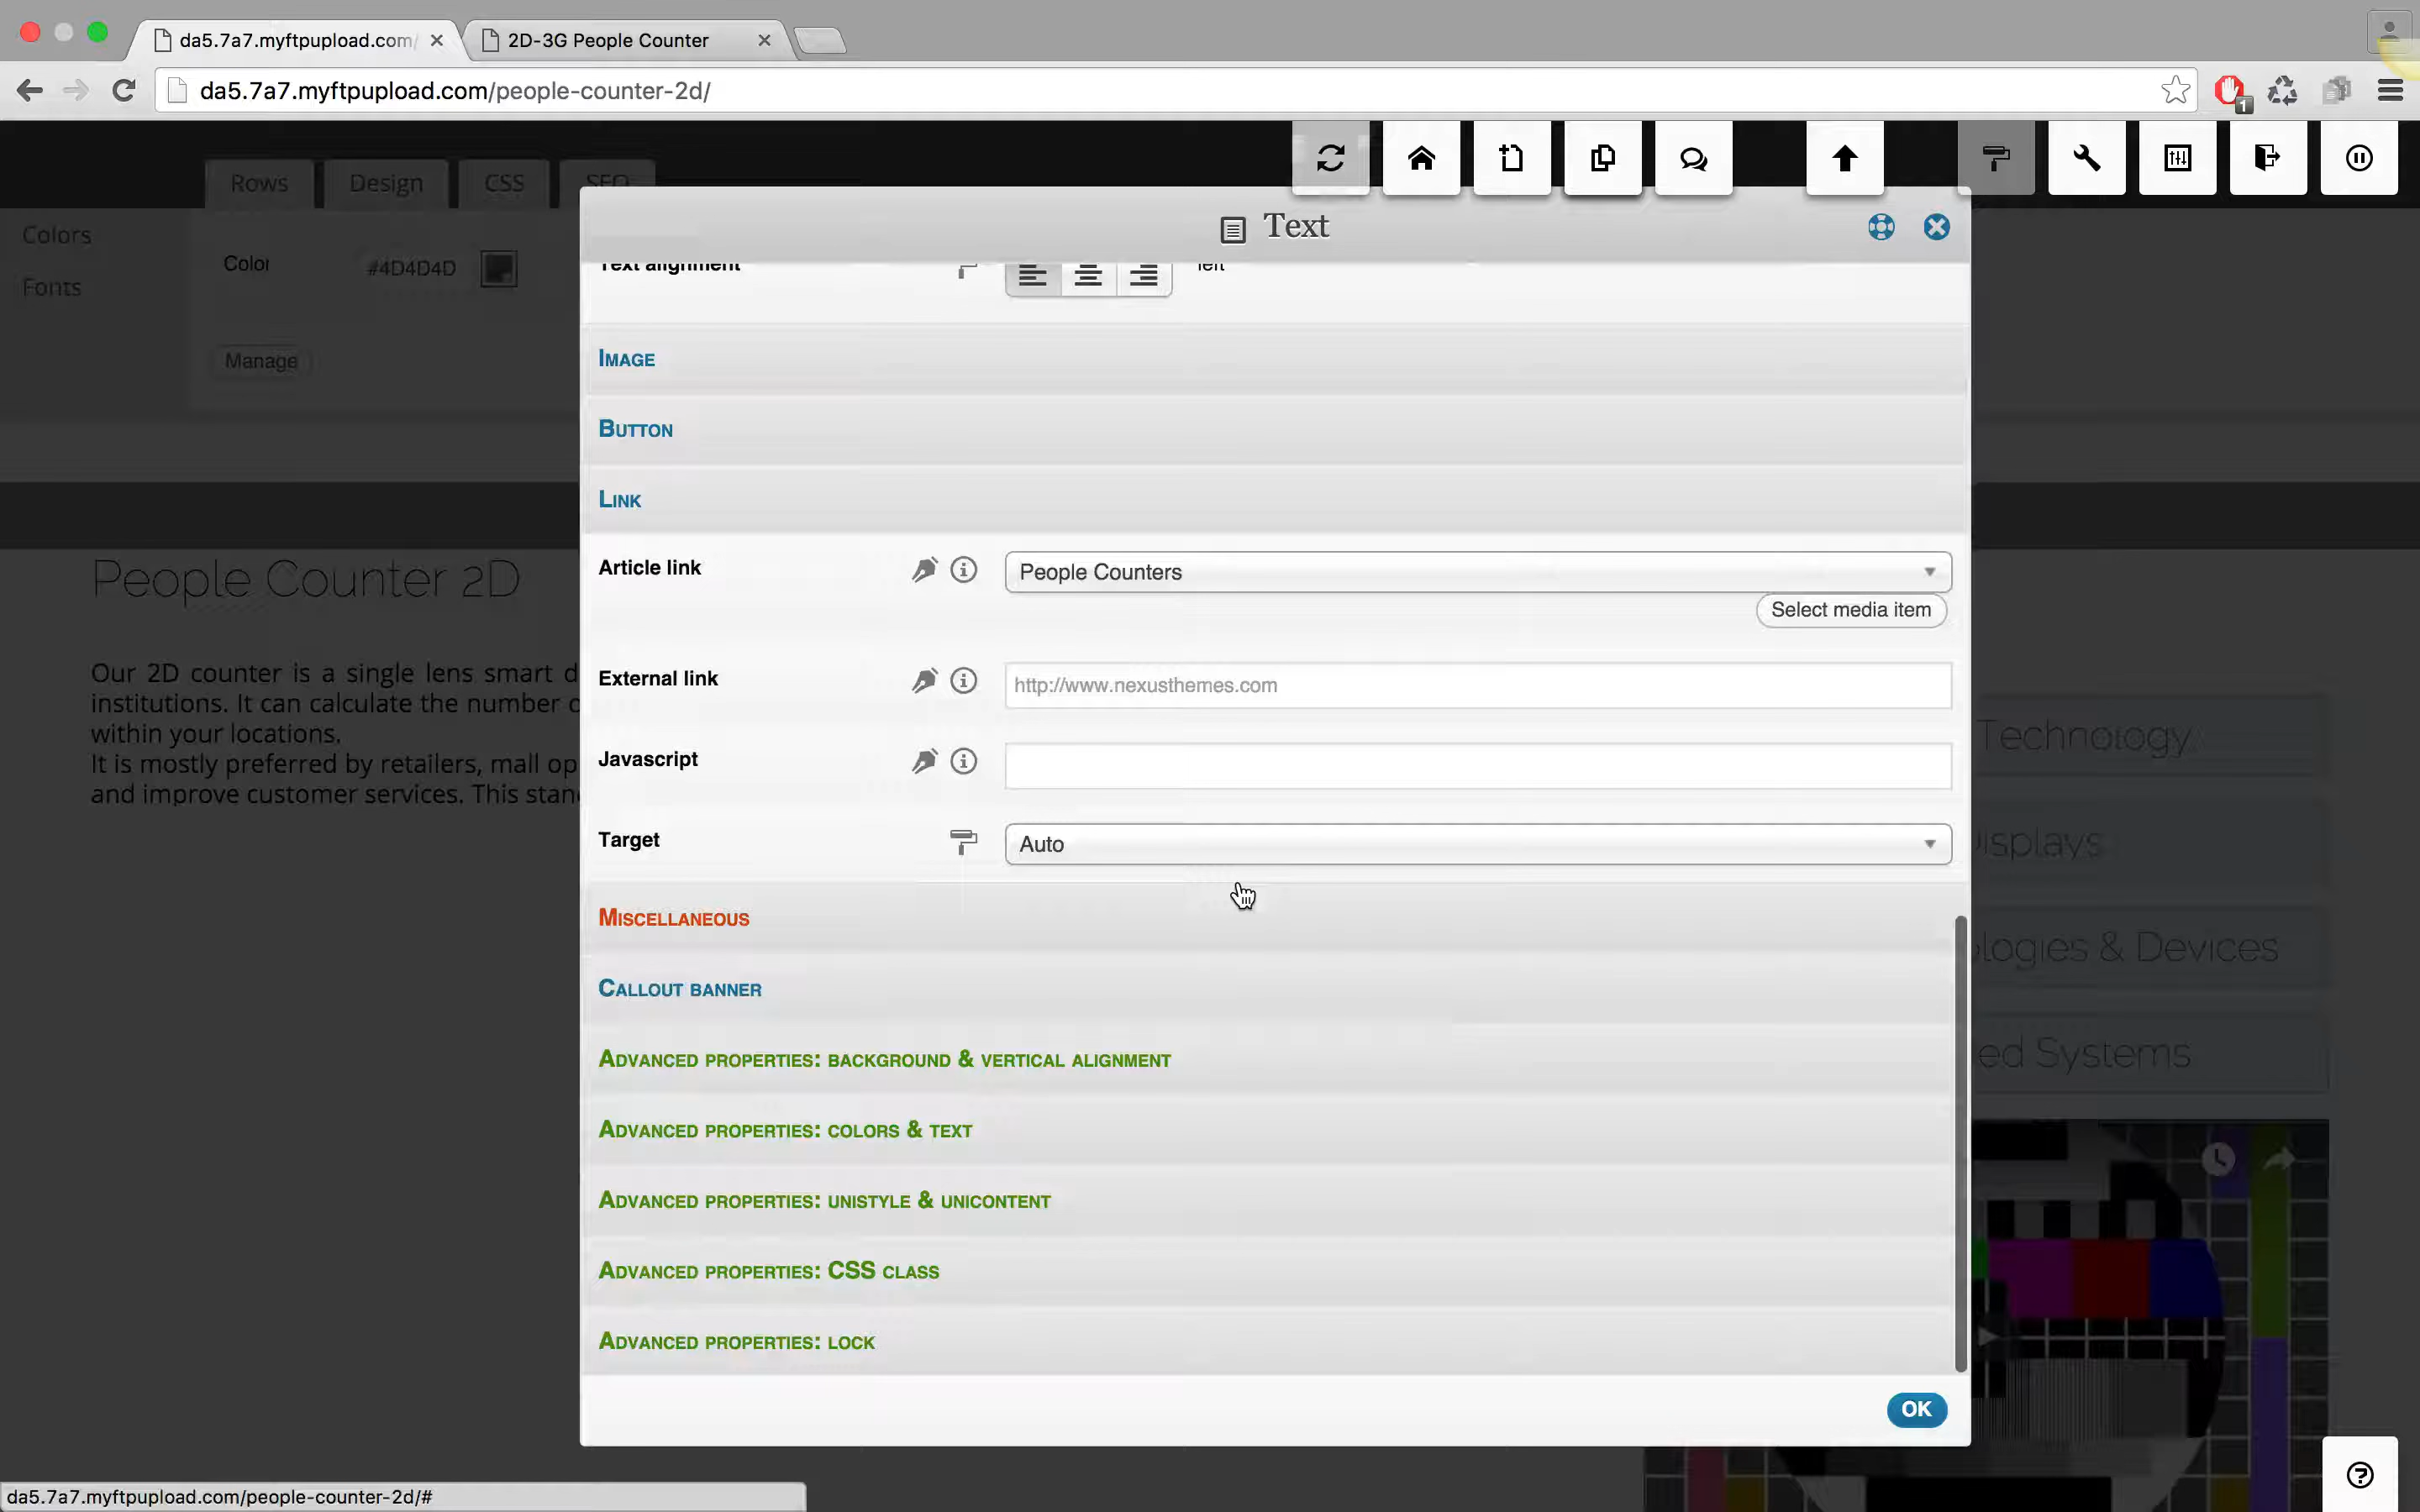 da5.7a7.myftpupload.com/
2D-3G People Counter
da5.7a7.myftpupload.com/people-counter-2d/
1
Rows
Design
CSS
SEO
Colors
Fonts
Color
#4D4D4D
Manage
Text
Text alignment
left
IMAGE
BUTTON
LINK
Article link
People Counters
Select media item
External link
http://www.nexusthemes.com
Javascript
Target
Auto
MISCELLANEOUS
CALLOUT BANNER
ADVANCED PROPERTIES: BACKGROUND & VERTICAL ALIGNMENT
ADVANCED PROPERTIES: COLORS & TEXT
ADVANCED PROPERTIES: UNISTYLE & UNICONTENT
ADVANCED PROPERTIES: CSS CLASS
ADVANCED PROPERTIES: LOCK
OK
People Counter 2D
Our 2D counter is a single lens smart d
institutions. It can calculate the number
within your locations.
It is mostly preferred by retailers, mall op
and improve customer services. This stan
Technology
isplays
logies & Devices
ed Systems
da5.7a7.myftpupload.com/people-counter-2d/#